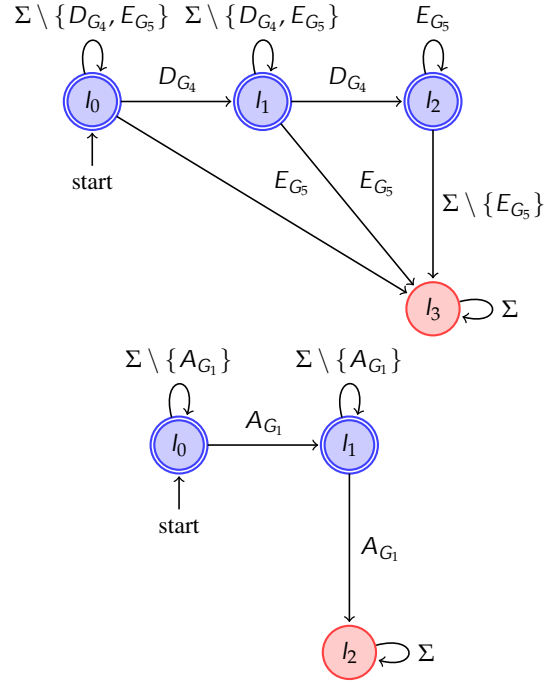 Σ \ {D_{G_4}, E_{G_5}} Σ \ {D_{G_4}, E_{G_5}} E_{G_5}
l_0 D_{G_4} l_1 D_{G_4} l_2
start
E_{G_5} E_{G_5} Σ \ {E_{G_5}}
l_3 Σ
Σ \ {A_{G_1}} Σ \ {A_{G_1}}
l_0 A_{G_1} l_1
start
A_{G_1}
l_2 Σ